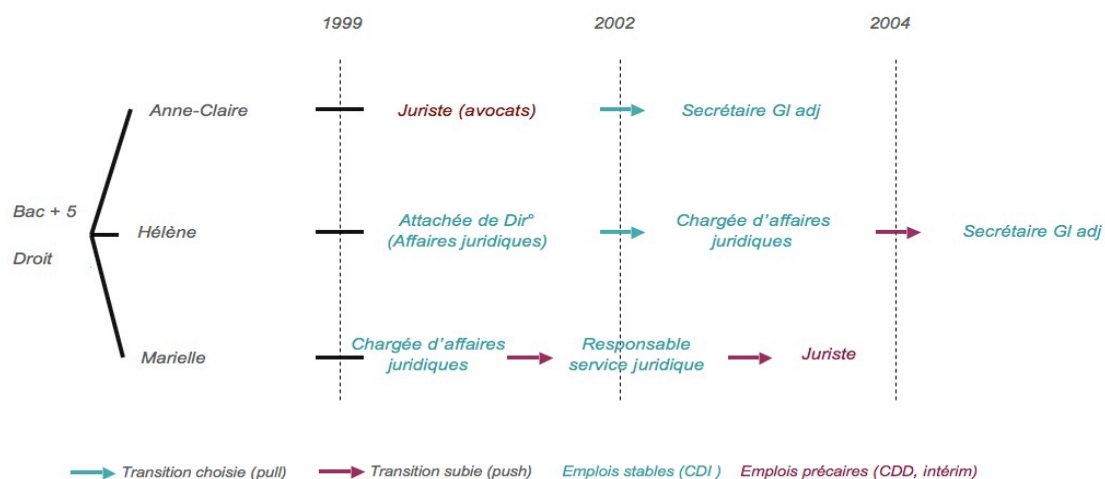 1999 2002 2004
Anne-Claire Juriste (avocats) Secrétaire Gl adj
Bac + 5
Droit
Hélène Attachée de Dir° Chargée d'affaires
(Affaires juridiques) juridiques Secrétaire Gl adj
Marielle Chargée d'affaires Responsable Juriste
juridiques service juridique
Transition choisie (pull) Transition subie (push) Emplois stables (CDI ) Emplois précaires (CDD, intérim)